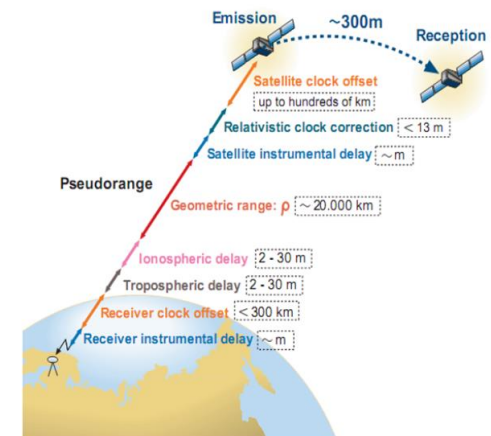 Emission
~300m
Reception
Satellite clock offset
up to hundreds of km
Relativistic clock correction < 13 m
Satellite instrumental delay ~m
Pseudorange
Geometric range: ρ ~20.000 km
Ionospheric delay 2 - 30 m
Tropospheric delay 2 - 30 m
Receiver clock offset <300 km
Receiver instrumental delay ~m